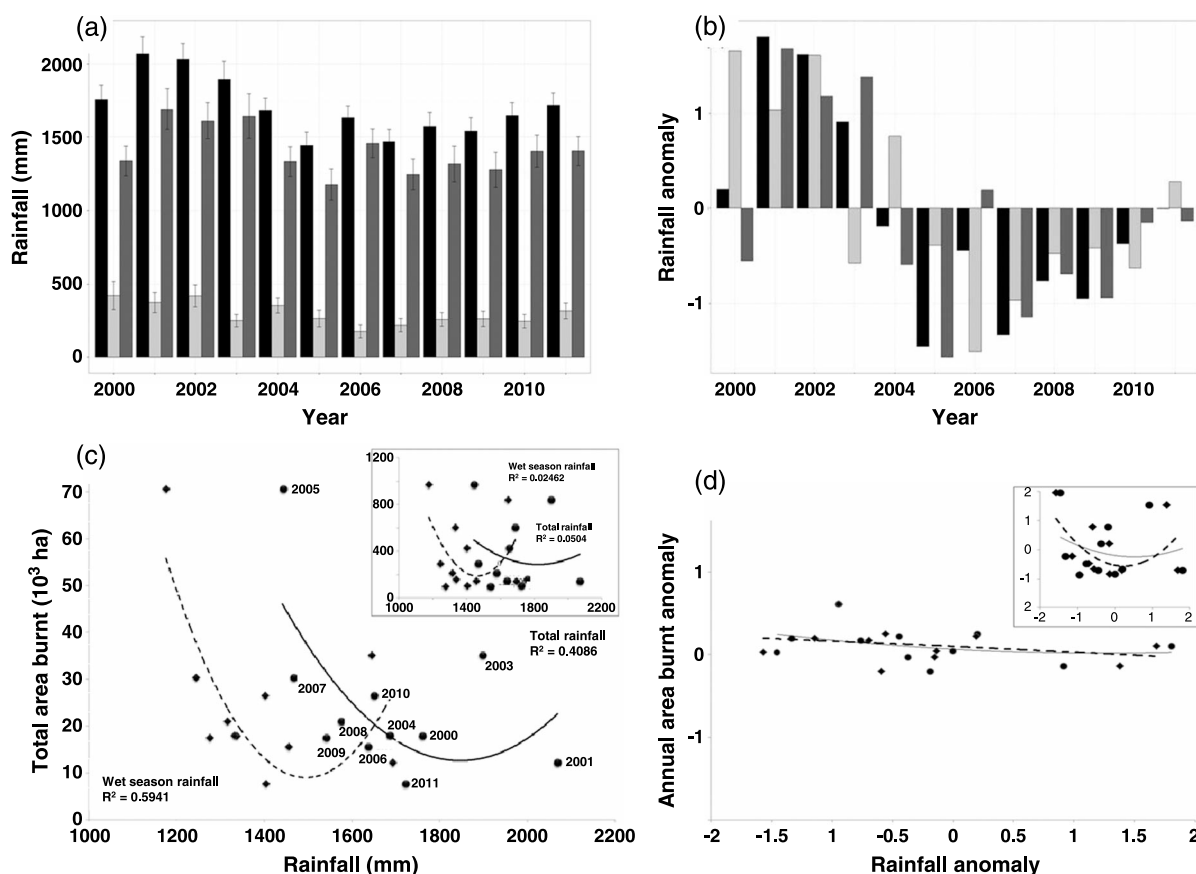 (a)
Rainfall (mm)
2000
1500
1000
500
0
2000 2002 2004 2006 2008 2010
Year
(b)
Rainfall anomaly
1
0
-1
2000 2002 2004 2006 2008 2010
Year
(c)
Total area burnt (10³ ha)
70
60
50
40
30
20
10
0
1000 1200 1400 1600 1800 2000 2200
Rainfall (mm)
2005
2003
2007
2010
2008
2004
2000
2009
2006
2001
2011
Wet season rainfall
R² = 0.5941
Total rainfall
R² = 0.4086
1200
800
400
0
1000 1400 1800 2200
Wet season rainfall
R² = 0.02462
Total rainfall
R² = 0.0504
(d)
Annual area burnt anomaly
2
1
0
-1
-2 -1.5 -1 -0.5 0 0.5 1 1.5 2
Rainfall anomaly
2
1
0
-1
2
-2 -1 0 1 2